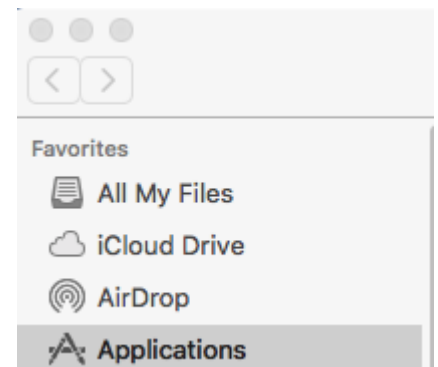 Favorites
All My Files
iCloud Drive
AirDrop
Applications